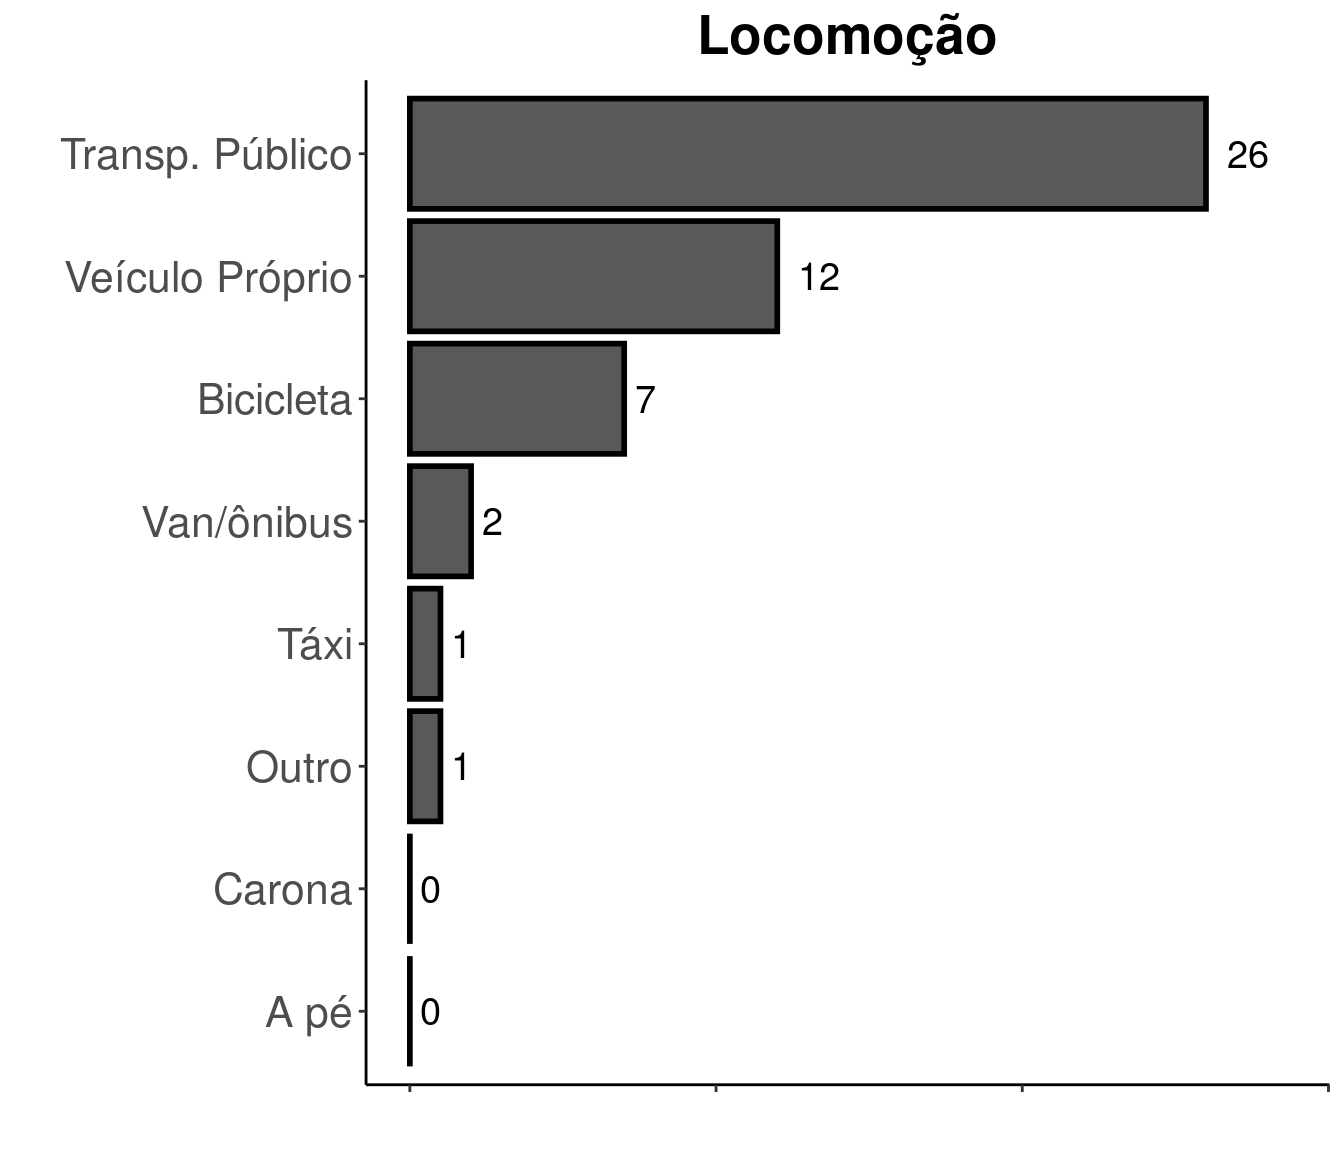 Locomoção
Transp. Público 26
Veículo Próprio 12
Bicicleta 7
Van/ônibus 2
Táxi 1
Outro 1
Carona 0
A pé 0